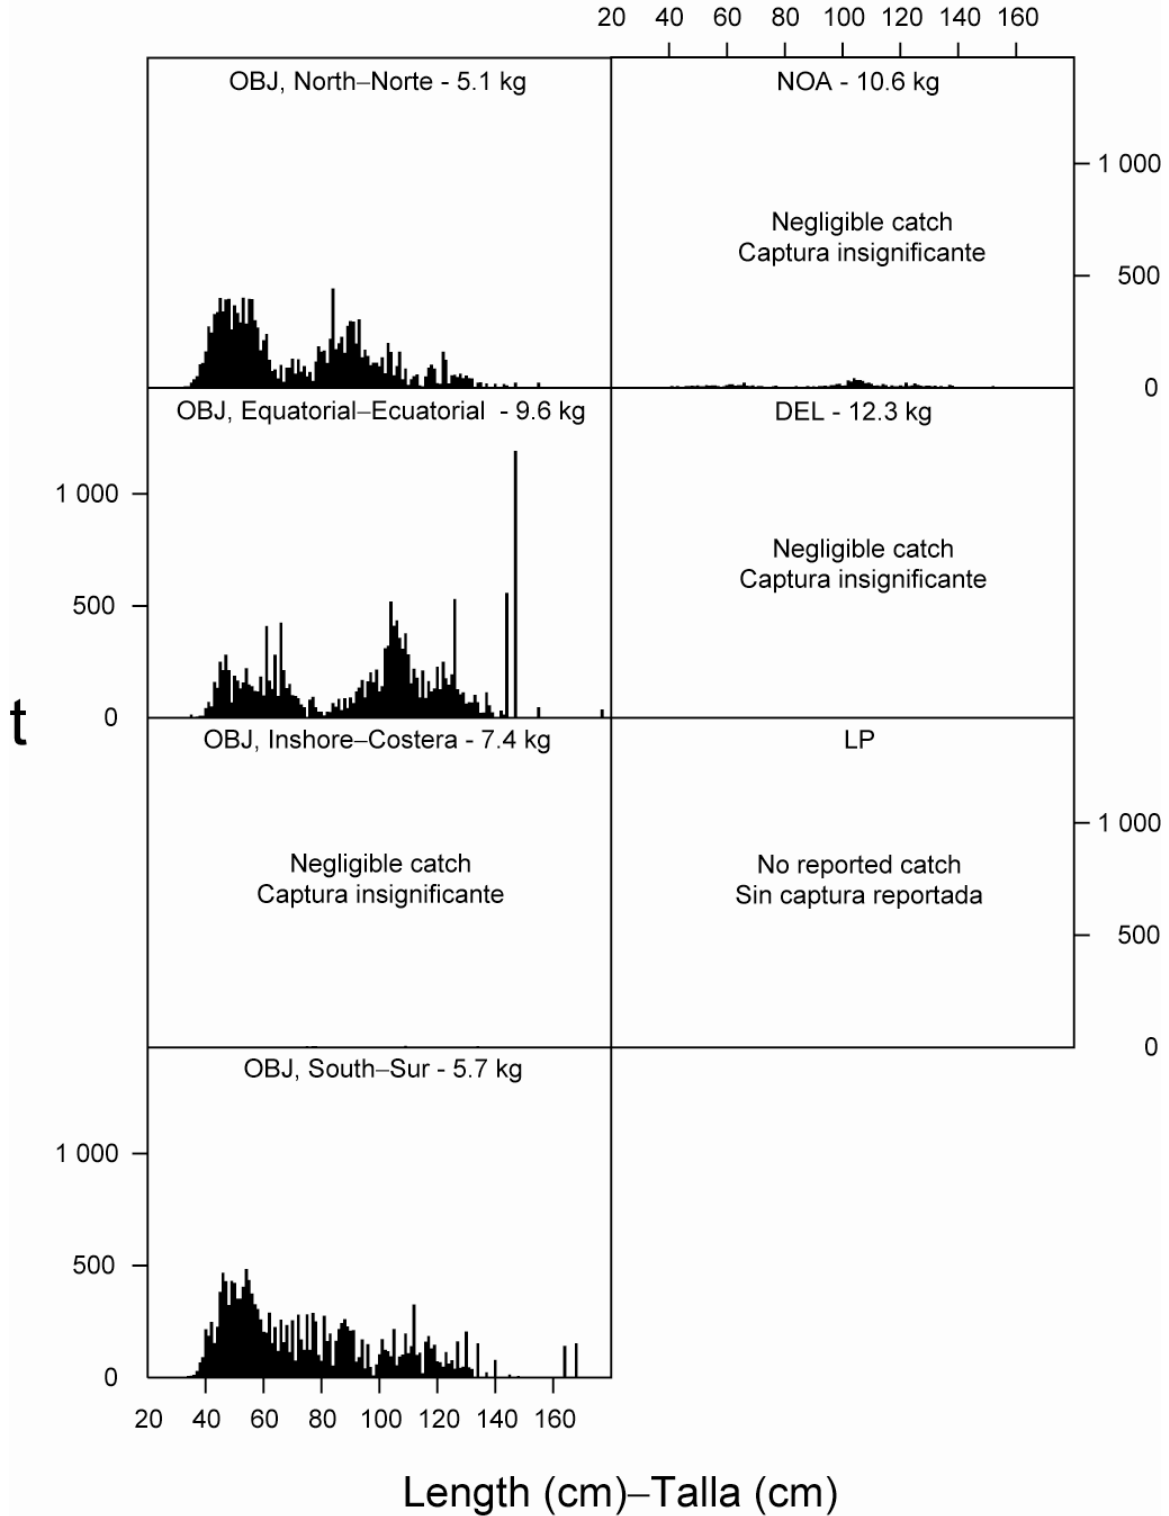 20 40 60 80 100 120 140 160
OBJ, North–Norte - 5.1 kg
NOA - 10.6 kg
1 000
Negligible catch
Captura insignificante
500
0
OBJ, Equatorial–Ecuatorial - 9.6 kg
DEL - 12.3 kg
1 000
Negligible catch
Captura insignificante
500
0
t
OBJ, Inshore–Costera - 7.4 kg
LP
1 000
Negligible catch
Captura insignificante
No reported catch
Sin captura reportada
500
0
OBJ, South–Sur - 5.7 kg
1 000
500
0
20 40 60 80 100 120 140 160
Length (cm)–Talla (cm)